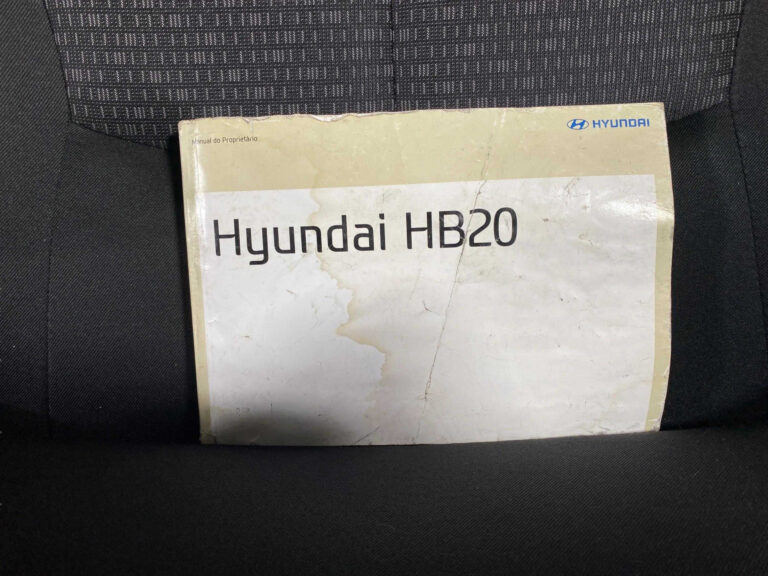 Manual do Proprietário
HYUNDAI
Hyundai HB20